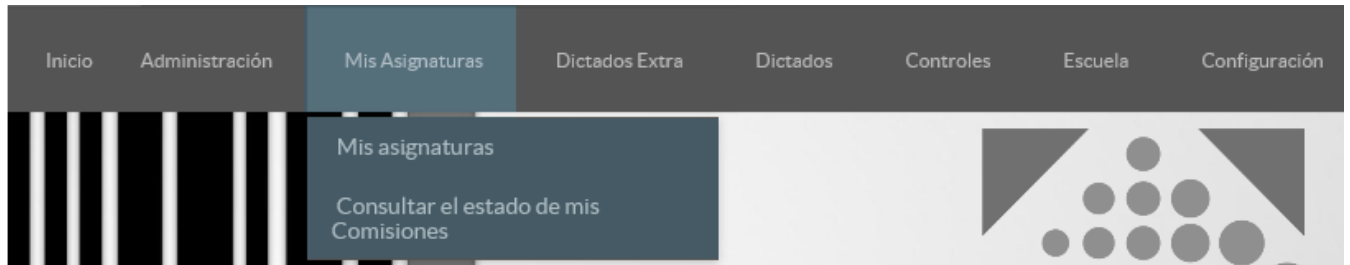 Inicio Administración Mis Asignaturas Dictados Extra Dictados Controles Escuela Configuración
Mis asignaturas
Consultar el estado de mis
Comisiones